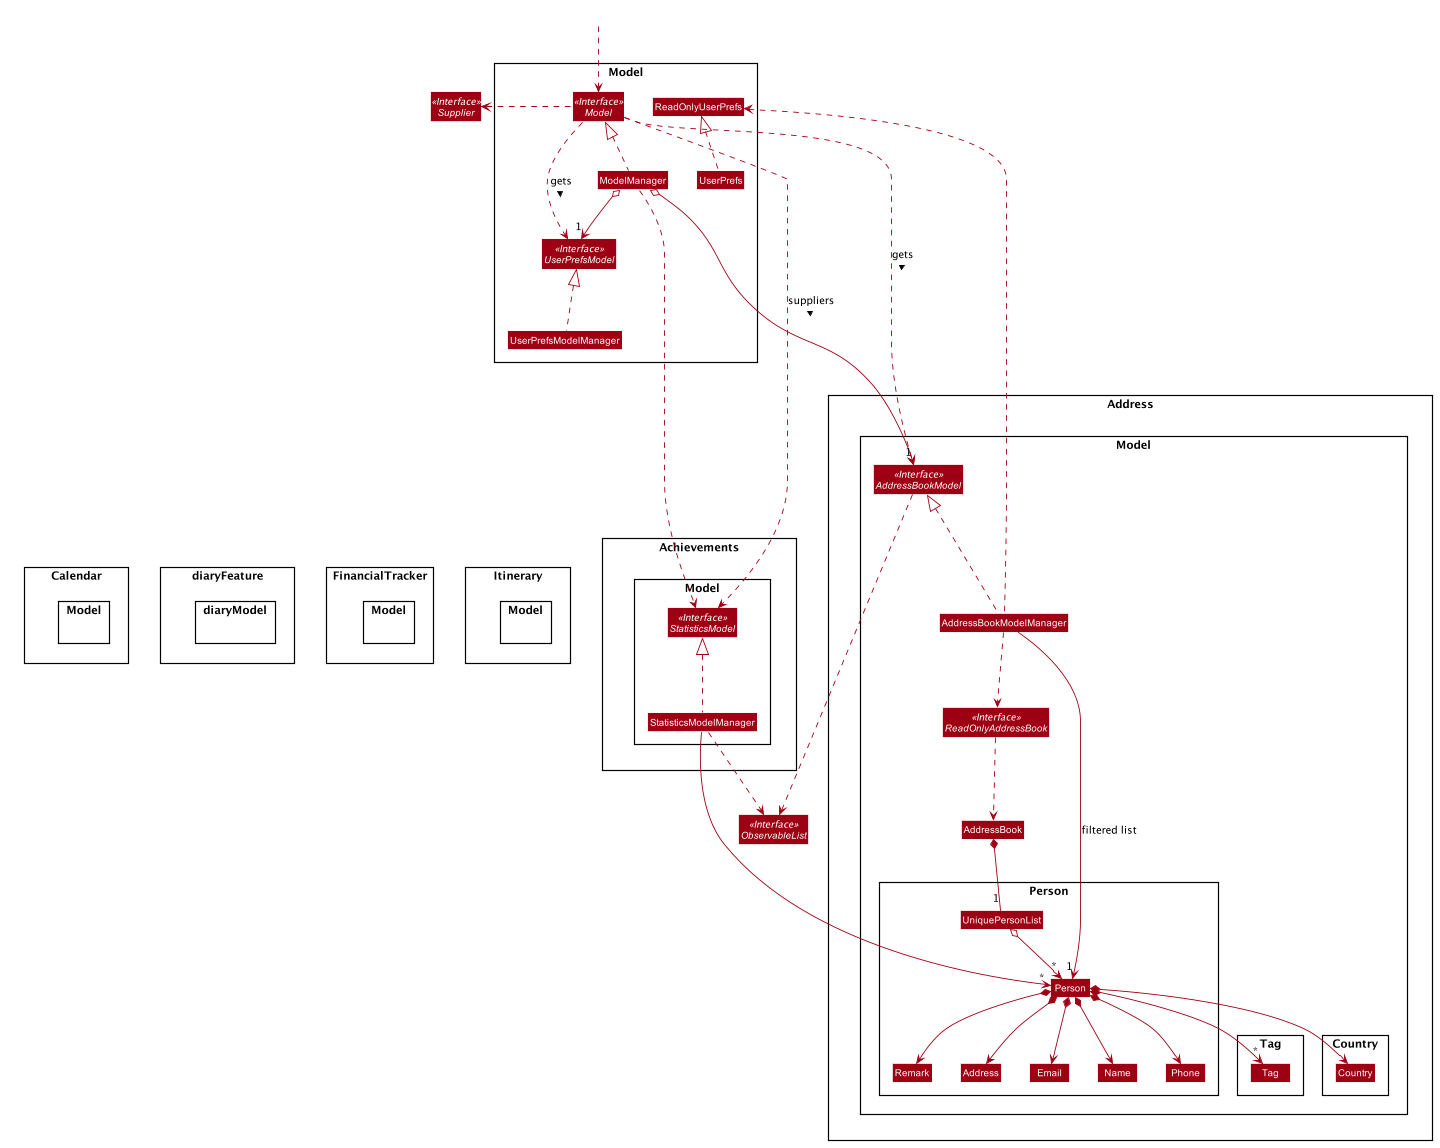 Model
«Interface»
Supplier
«Interface»
Model
ReadOnlyUserPrefs
gets
ModelManager
UserPrefs
1
«Interface»
UserPrefsModel
gets
suppliers
UserPrefsModelManager
Address
Model
1
«Interface»
AddressBookModel
Achievements
Model
Calendar
Model
diaryFeature
diaryModel
FinancialTracker
Model
Itinerary
Model
«Interface»
StatisticsModel
AddressBookModelManager
StatisticsModelManager
«Interface»
ReadOnlyAddressBook
«Interface»
ObservableList
AddressBook
filtered list
Person
1
UniquePersonList
*
*
1
Person
Tag
Country
*
Remark
Address
Email
Name
Phone
Tag
Country